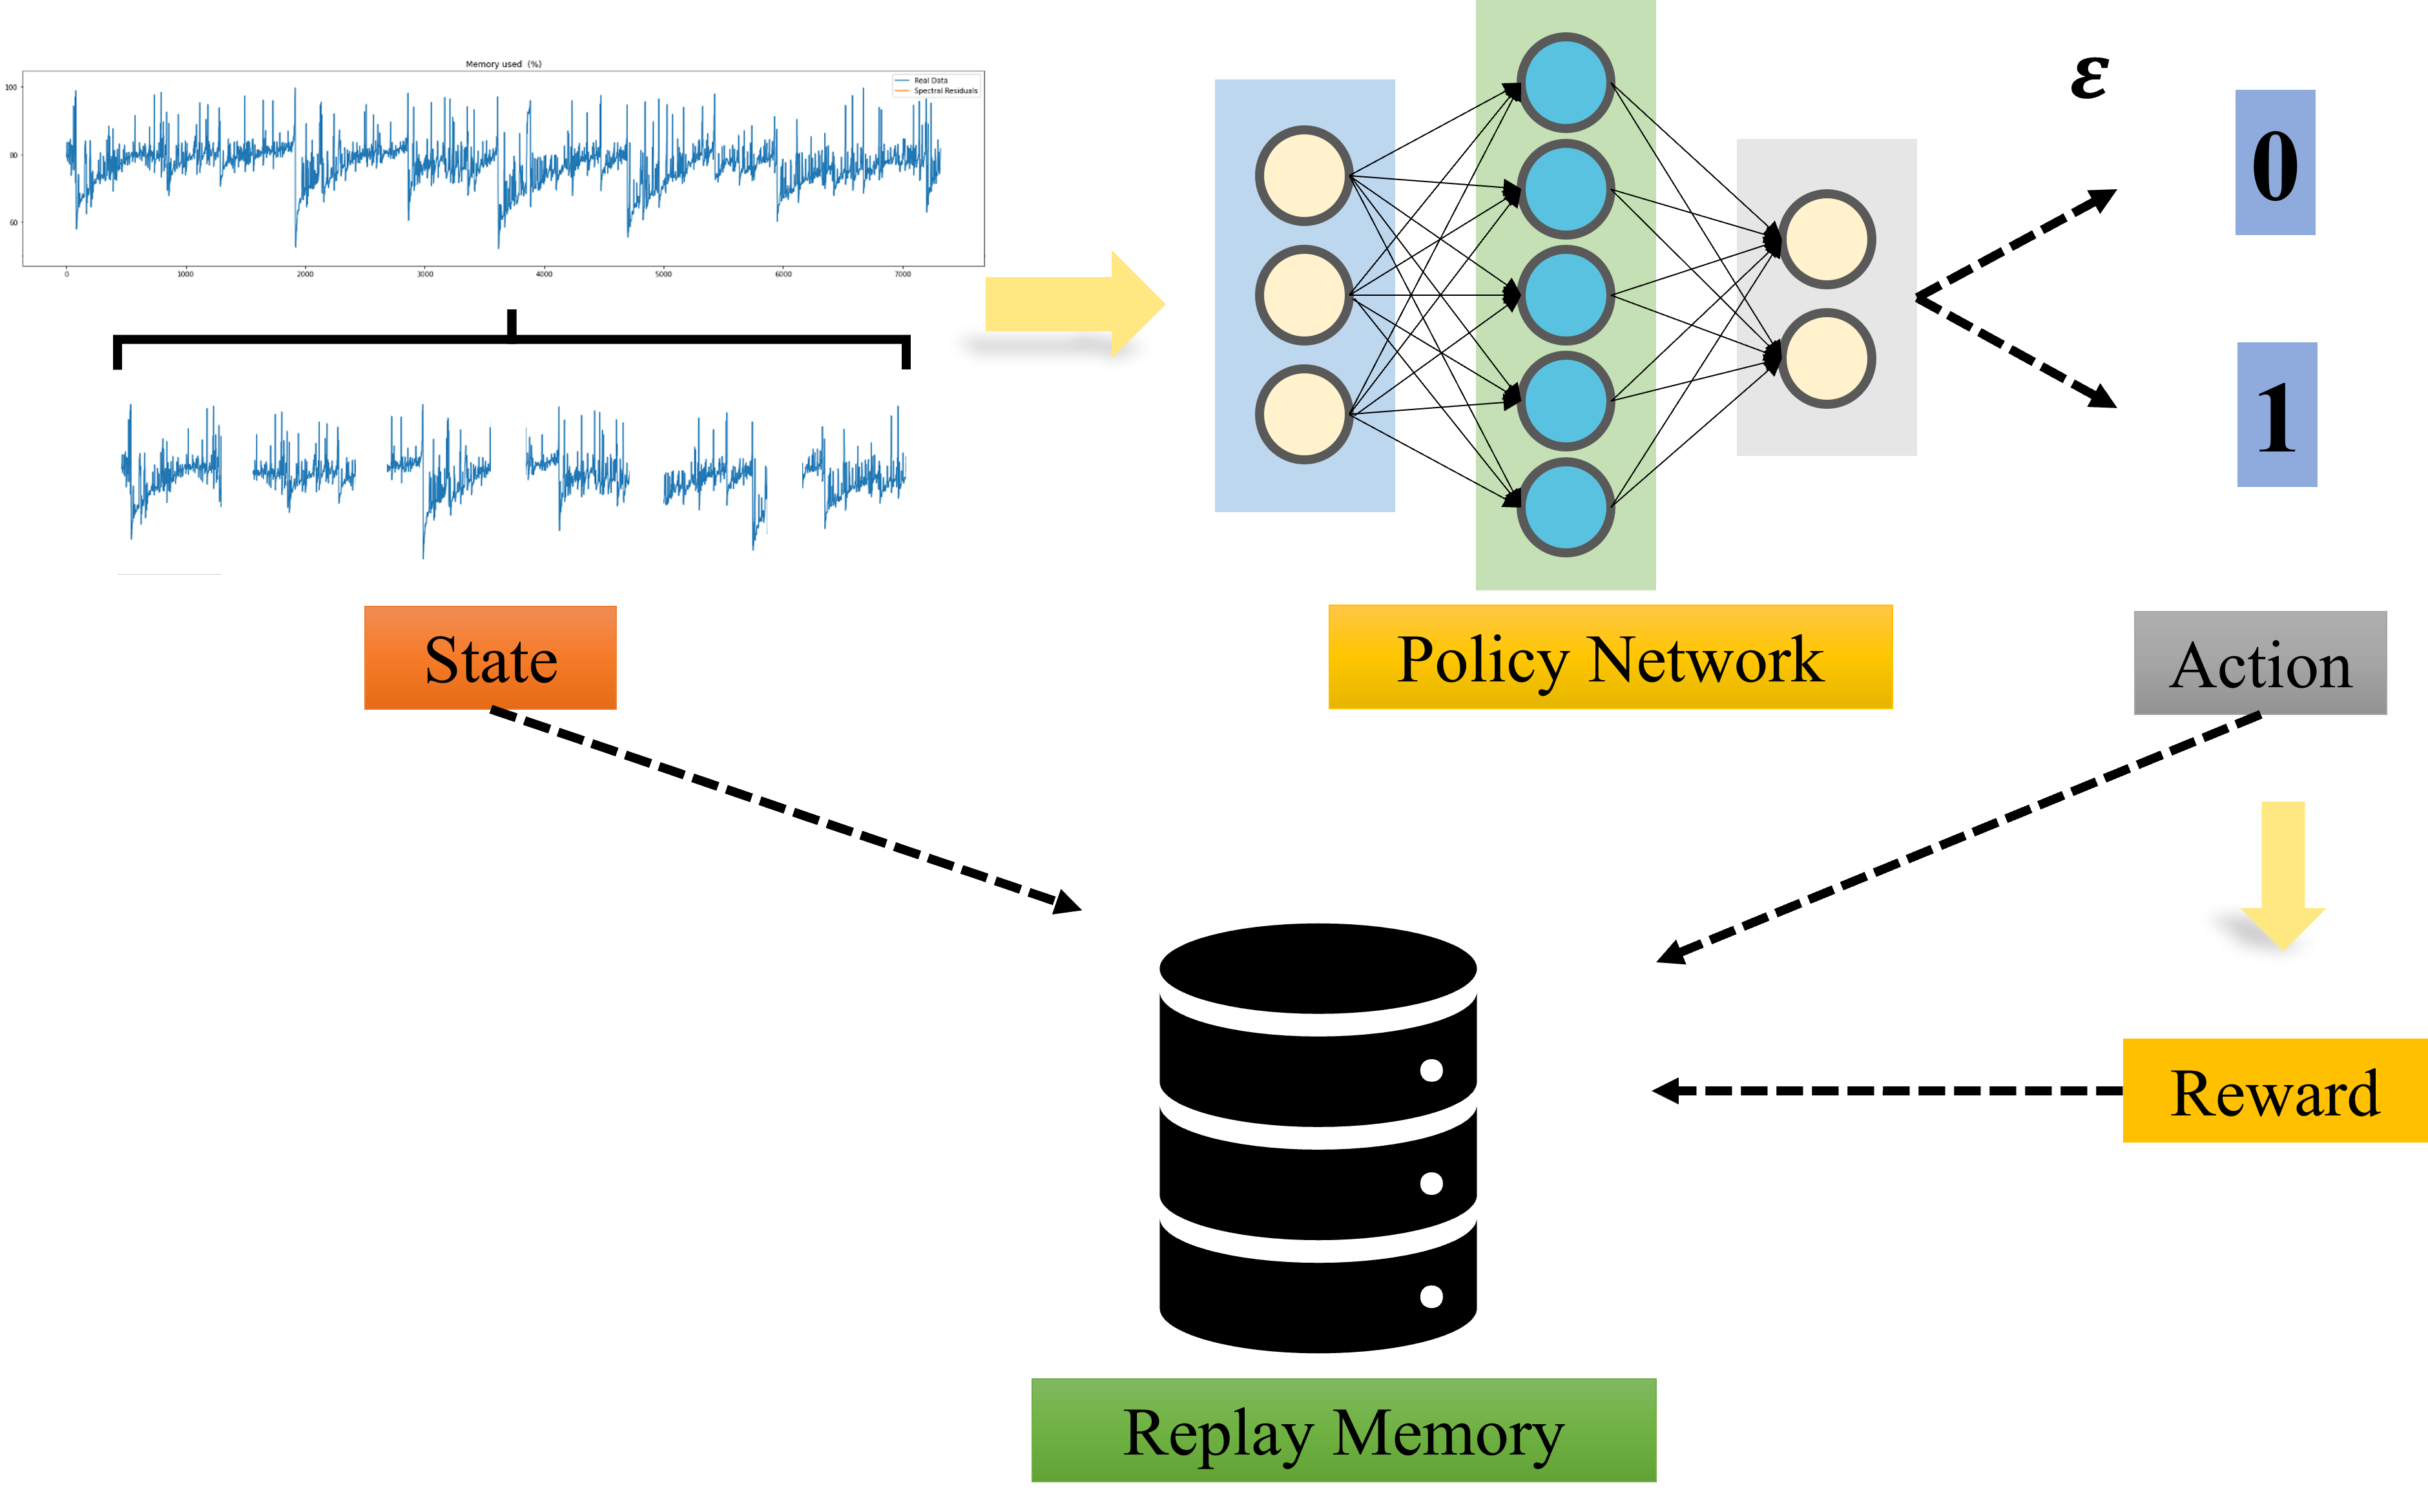 Memory used (%)
Real Data
Spectral Residuals
100
80
60
0
1000
2000
3000
4000
5000
6000
7000
ε
0
1
State
Policy Network
Action
Reward
Replay Memory